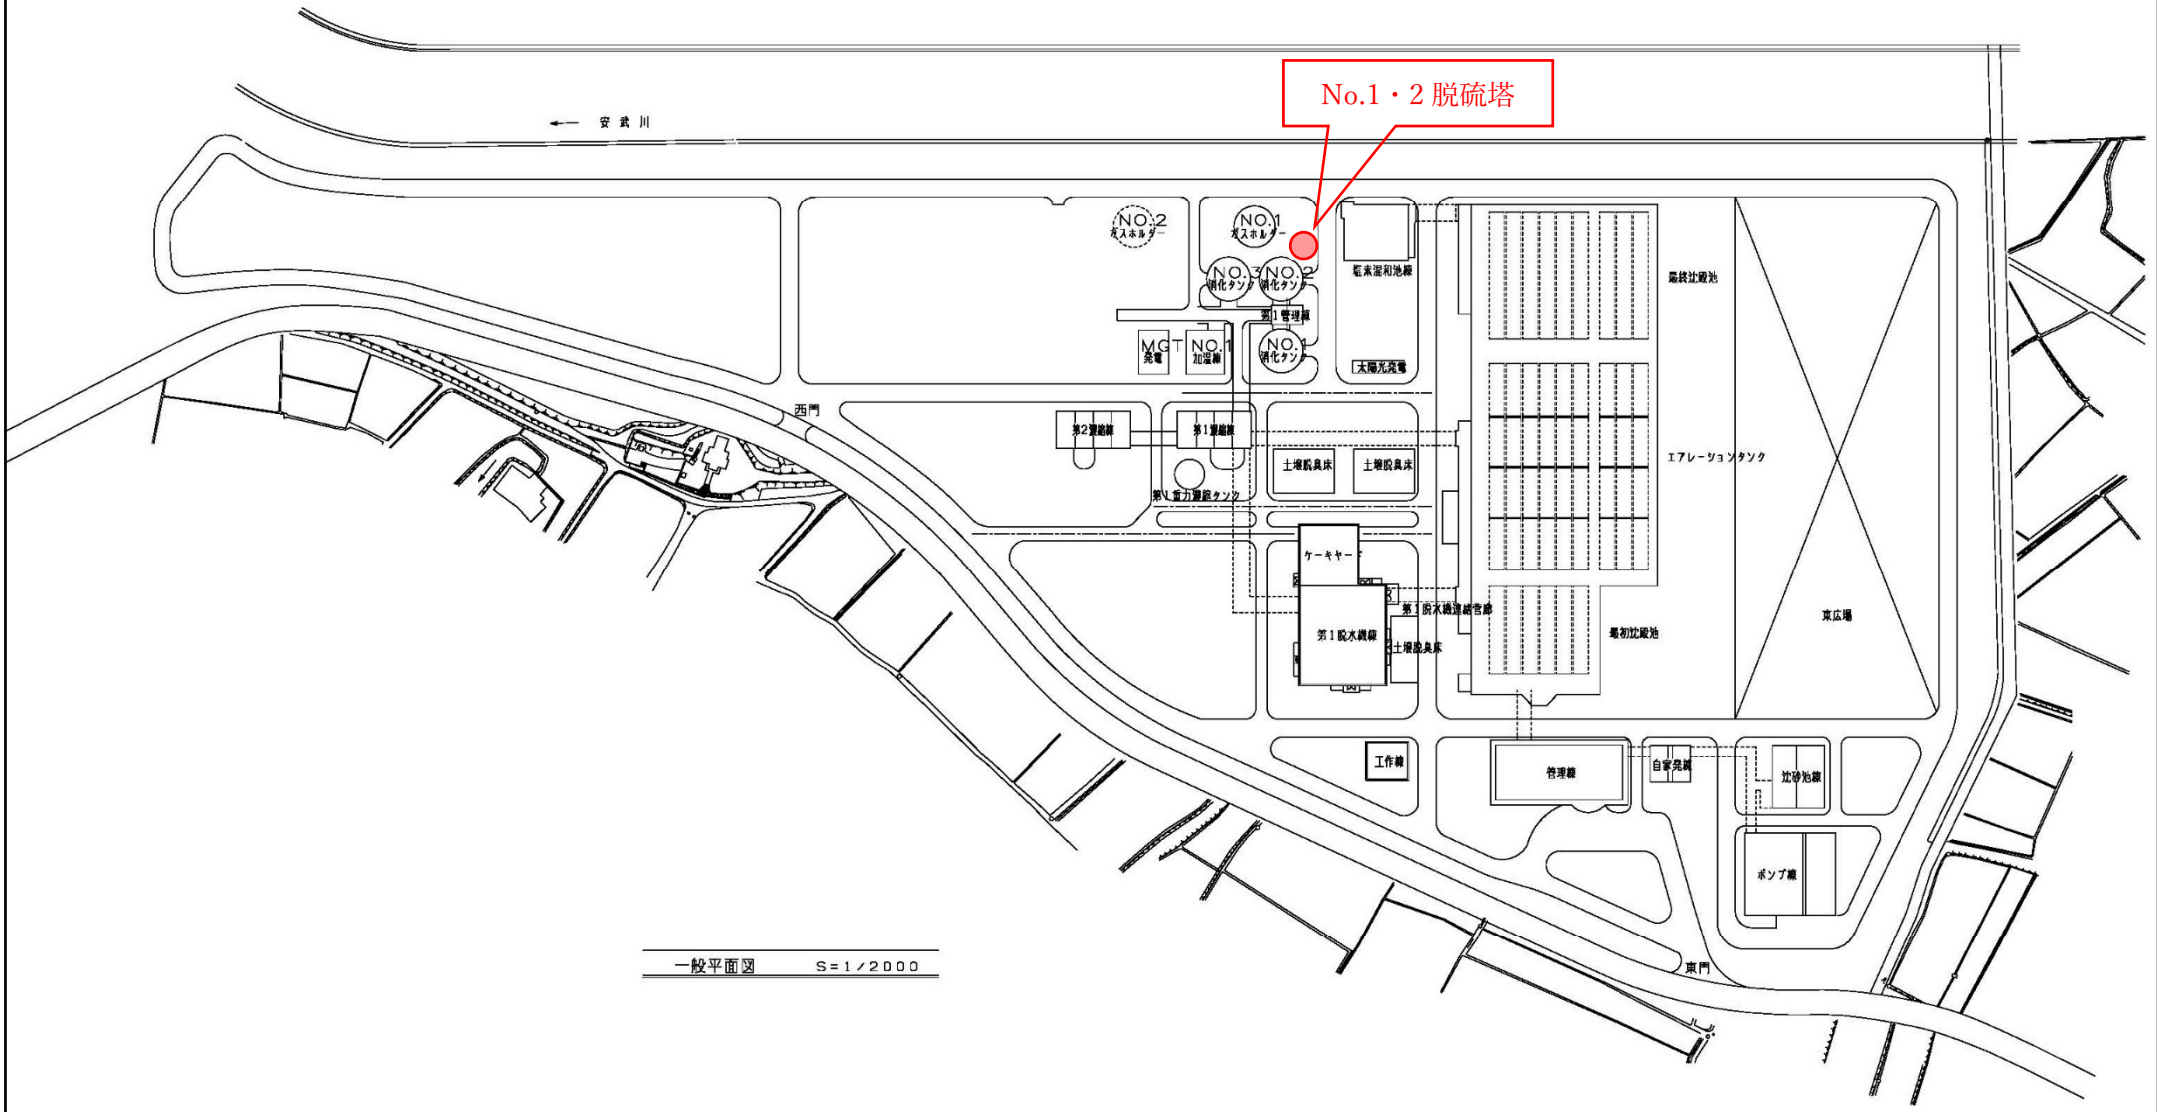 No.1・2 脱硫塔
← 安武川
NO.2
ガスホルダー
NO.1
ガスホルダー
NO.3
消化タンク
NO.2
消化タンク
塩素混和池棟
最終沈殿池
第1管理棟
MGT
発電
NO.1
加温棟
NO.1
消化タンク
太陽光発電
西門
第2濃縮棟
第1濃縮棟
エアレーションタンク
土壌脱臭床
土壌脱臭床
第1重力濃縮タンク
ケーキヤード
第1脱水機連絡管廊
東広場
第1脱水機棟
最初沈殿池
土壌脱臭床
工作棟
管理棟
自家発棟
沈砂池棟
ポンプ棟
一般平面図 S=1/2000
東門